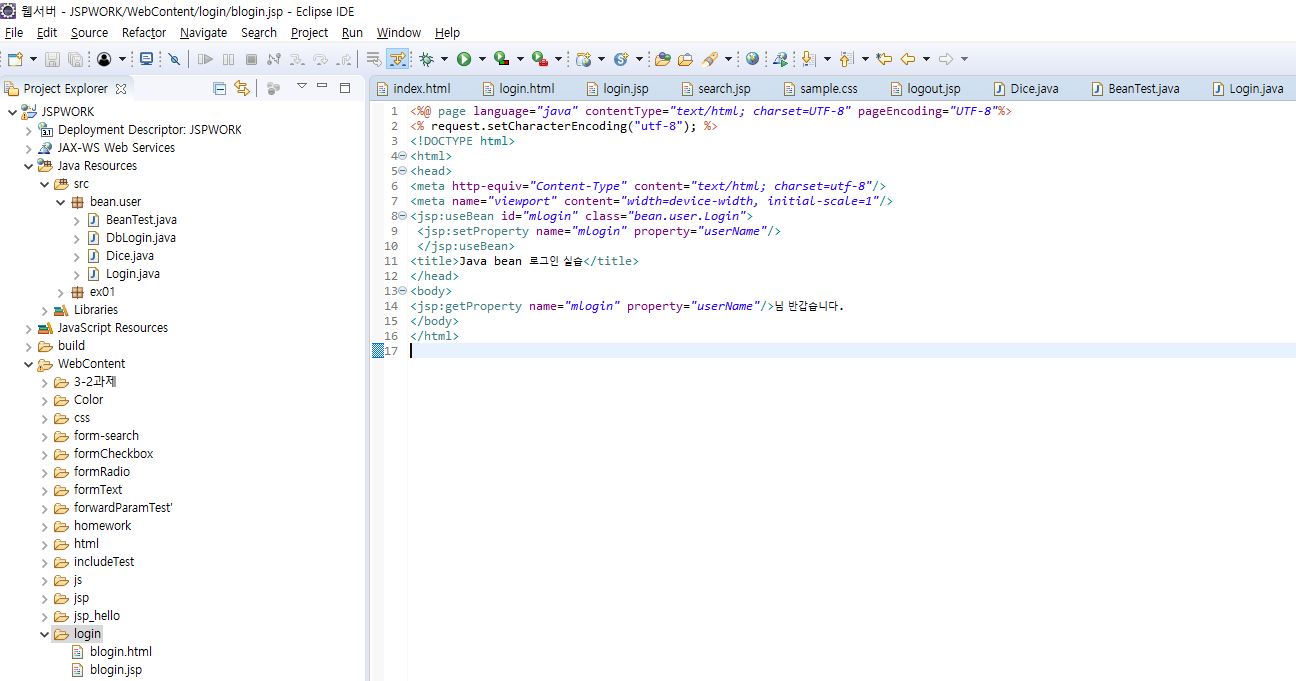 웹서버 - JSPWORK/WebContent/login/blogin.jsp - Eclipse IDE
File Edit Source Refactor Navigate Search Project Run Window Help
Project Explorer
JSPWORK
Deployment Descriptor: JSPWORK
JAX-WS Web Services
Java Resources
src
bean.user
BeanTest.java
DbLogin.java
Dice.java
Login.java
ex01
Libraries
JavaScript Resources
build
WebContent
3-2과제
Color
css
form-search
formCheckbox
formRadio
formText
forwardParamTest'
homework
html
includeTest
js
jsp
jsp_hello
login
blogin.html
blogin.jsp
index.html login.html login.jsp search.jsp sample.css logout.jsp Dice.java BeanTest.java Login.java
1 <%@ page language="java" contentType="text/html; charset=UTF-8" pageEncoding="UTF-8"%>
2 <% request.setCharacterEncoding("utf-8"); %>
3 <!DOCTYPE html>
4 <html>
5 <head>
6 <meta http-equiv="Content-Type" content="text/html; charset=utf-8"/>
7 <meta name="viewport" content="width=device-width, initial-scale=1"/>
8 <jsp:useBean id="mlogin" class="bean.user.Login">
9 <jsp:setProperty name="mlogin" property="userName"/>
10 </jsp:useBean>
11 <title>Java bean 로그인 실습</title>
12 </head>
13 <body>
14 <jsp:getProperty name="mlogin" property="userName"/>님 반갑습니다.
15 </body>
16 </html>
17